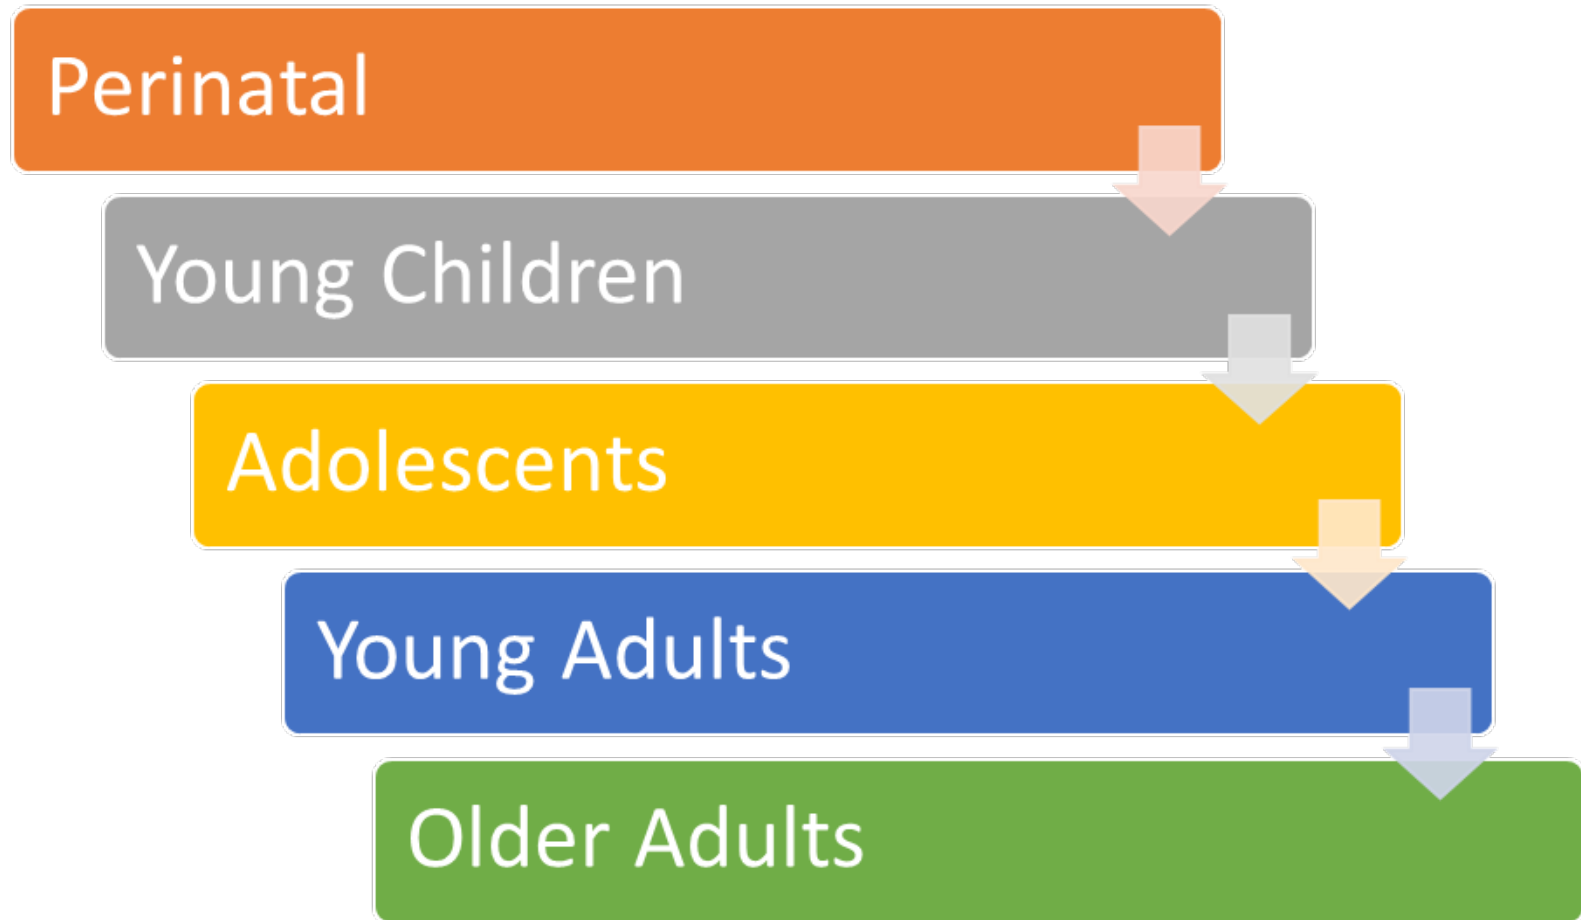 Perinatal
Young Children
Adolescents
Young Adults
Older Adults